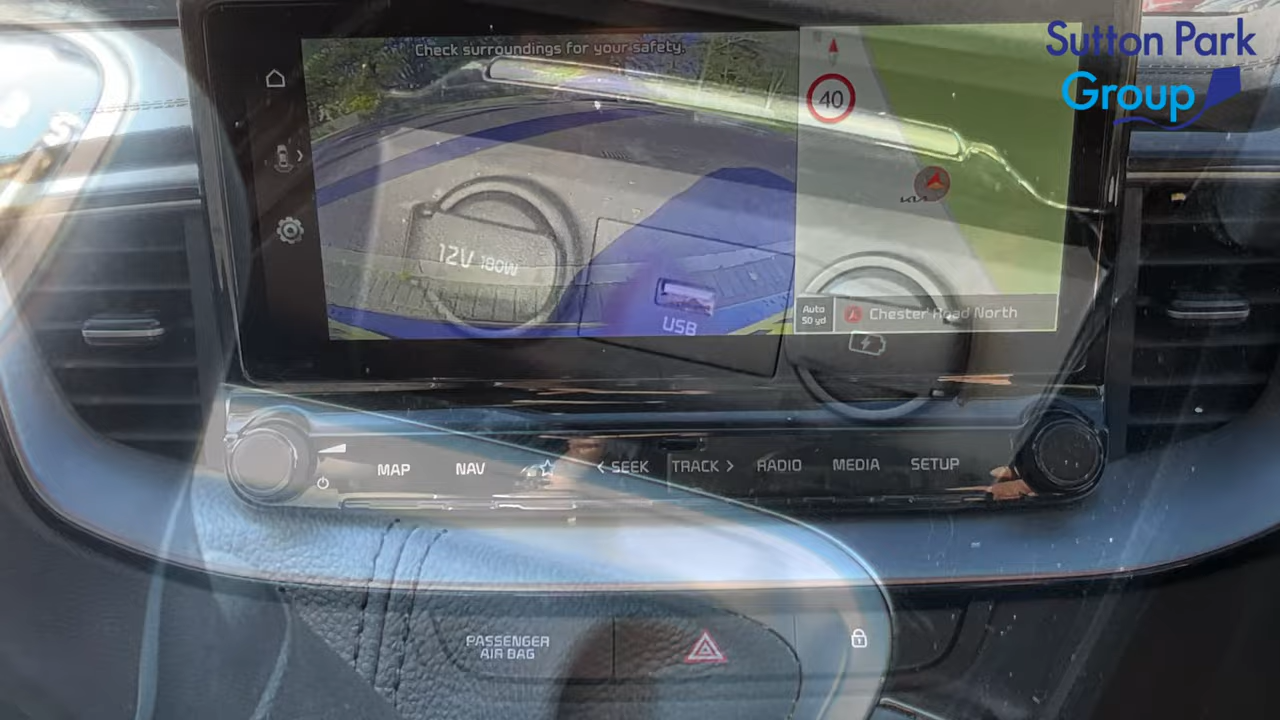 Sutton Park
Group
Check surroundings for your safety.
40
KIA
12V 180W
USB
Auto
50 yd
Chester Road North
MAP
NAV
< SEEK
TRACK >
RADIO
MEDIA
SETUP
PASSENGER
AIR BAG